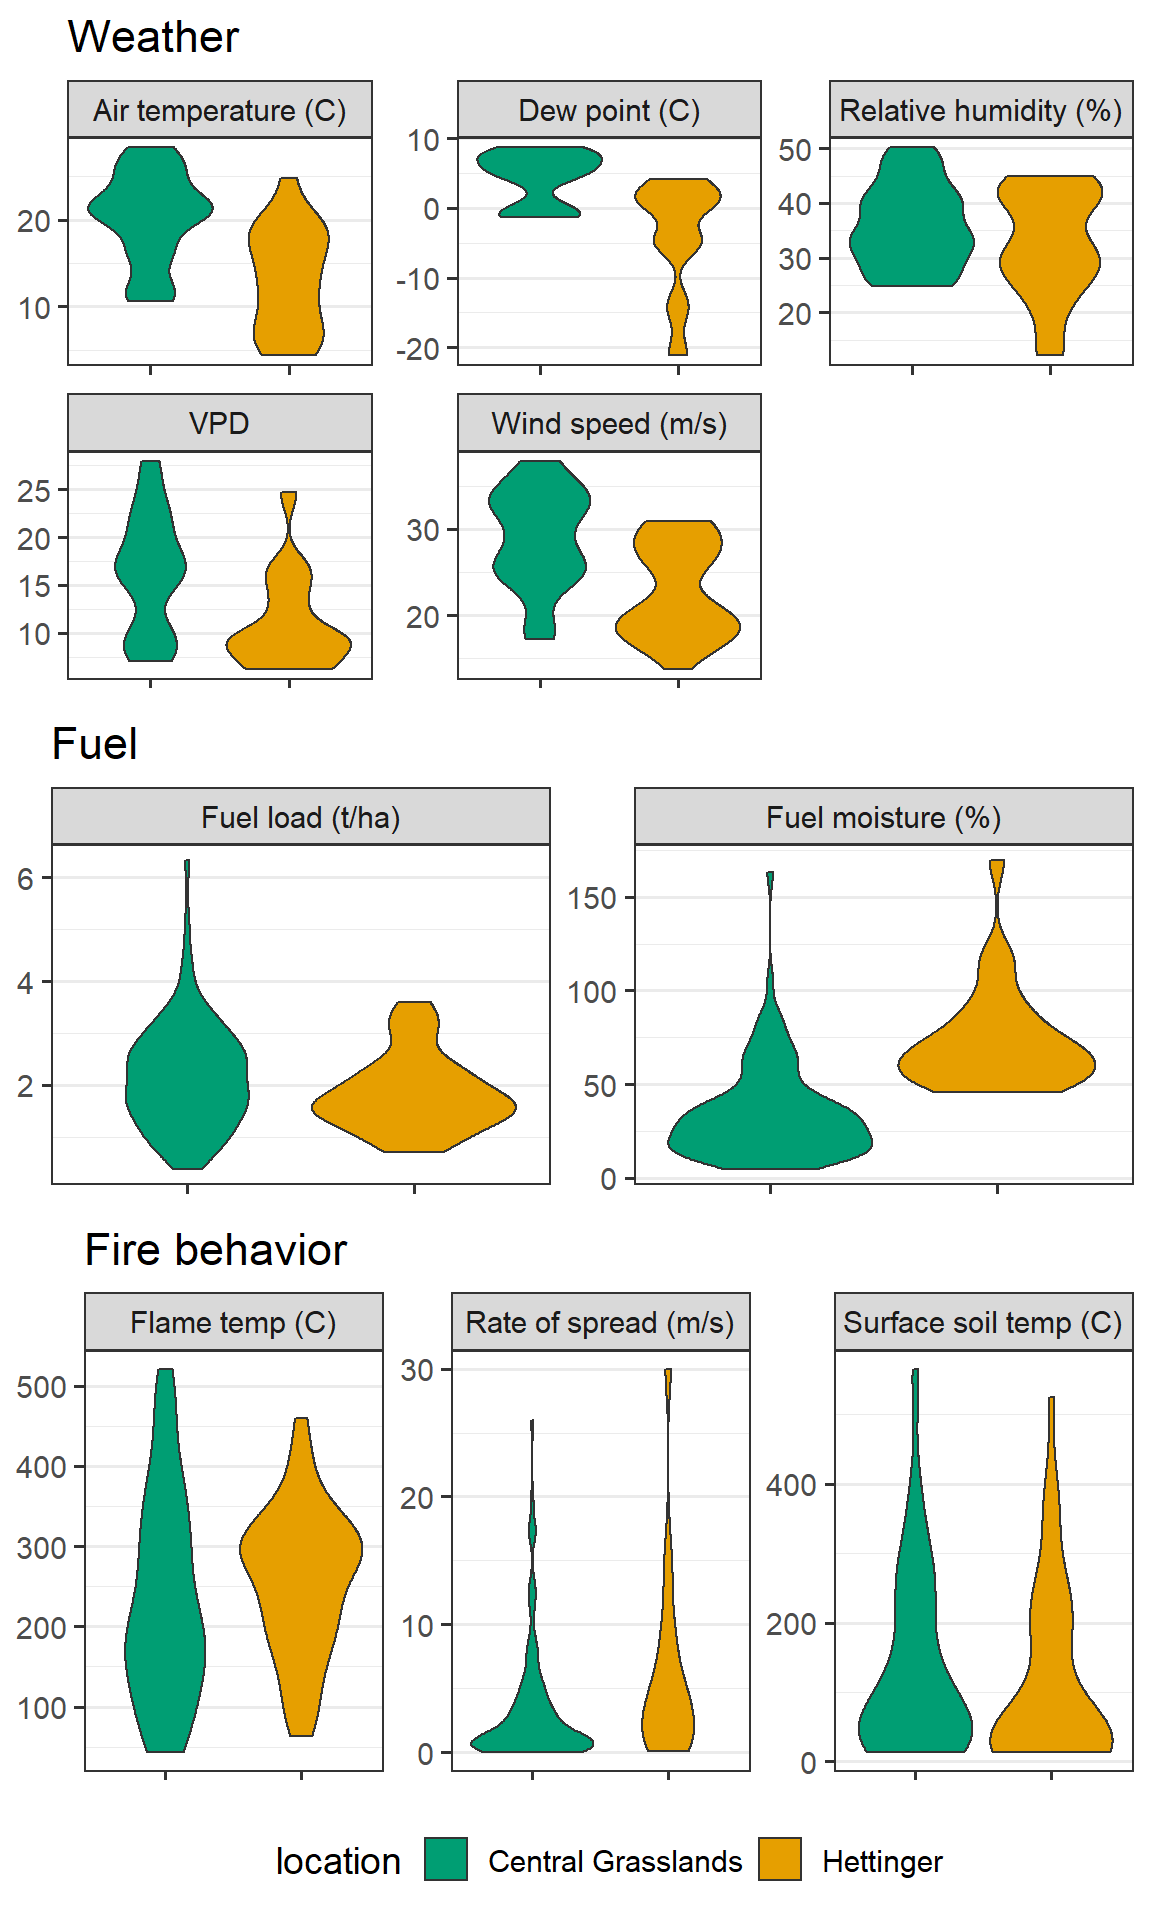 Weather
Air temperature (C)
20
10
Dew point (C)
10
0
-10
-20
Relative humidity (%)
50
40
30
20
VPD
25
20
15
10
Wind speed (m/s)
30
20
Fuel
Fuel load (t/ha)
6
4
2
Fuel moisture (%)
150
100
50
0
Fire behavior
Flame temp (C)
500
400
300
200
100
Rate of spread (m/s)
30
20
10
0
Surface soil temp (C)
400
200
0
location Central Grasslands Hettinger